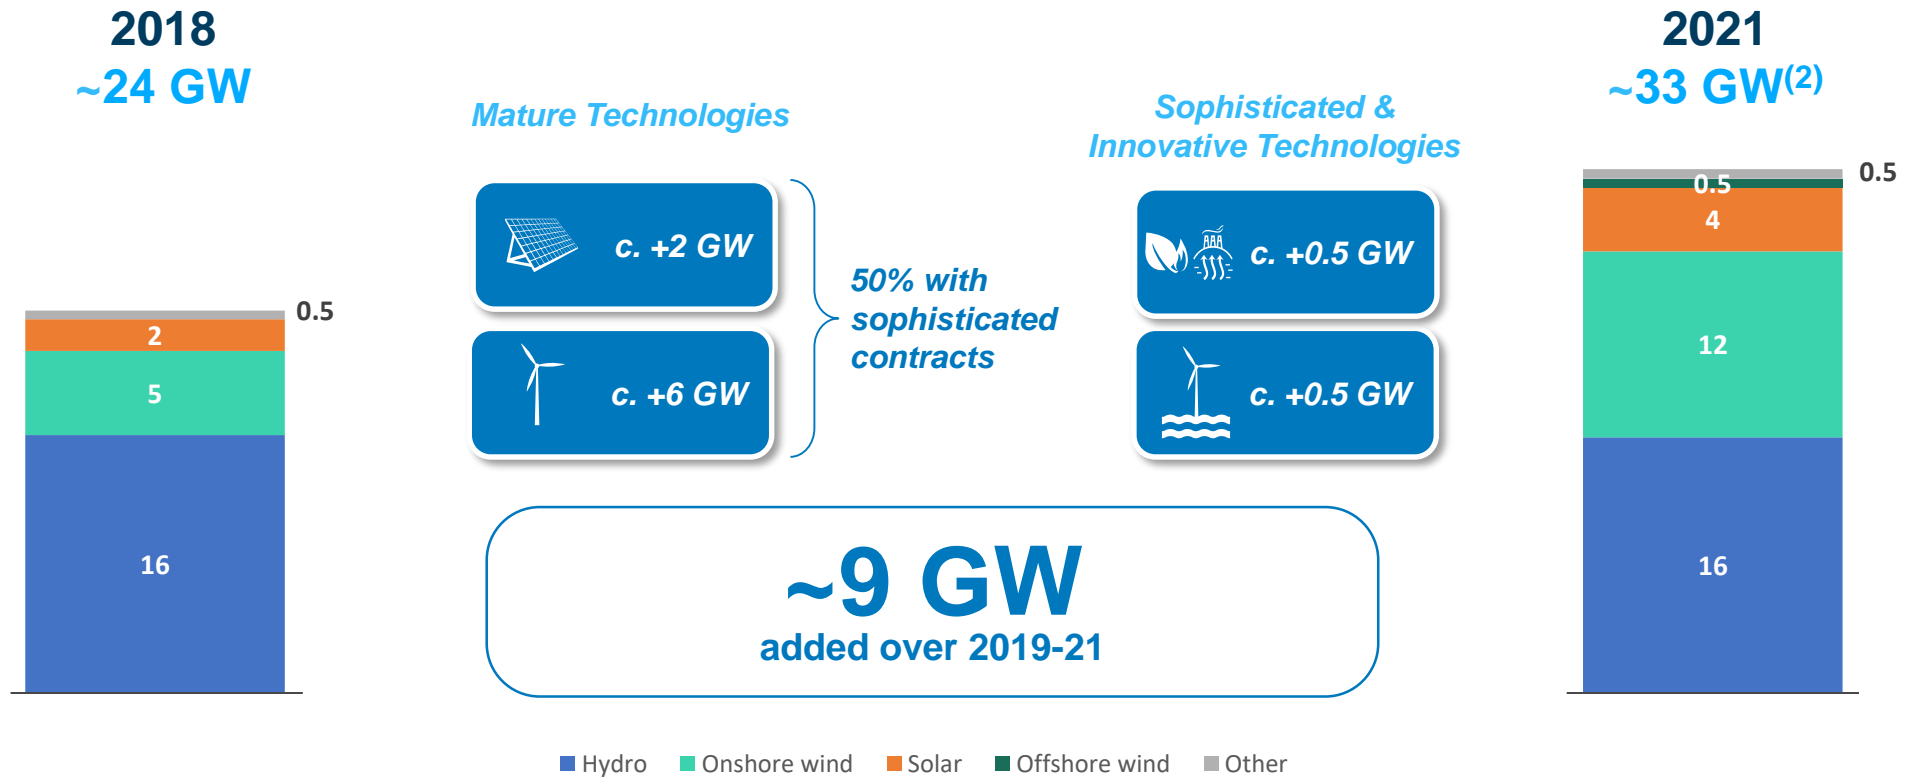 2018
~24 GW
0.5
2
5
16
Mature Technologies
c. +2 GW
c. +6 GW
50% with
sophisticated
contracts
Sophisticated &
Innovative Technologies
c. +0.5 GW
c. +0.5 GW
~9 GW
added over 2019-21
2021
~33 GW(2)
0.5
0.5
4
12
16
Hydro Onshore wind Solar Offshore wind Other